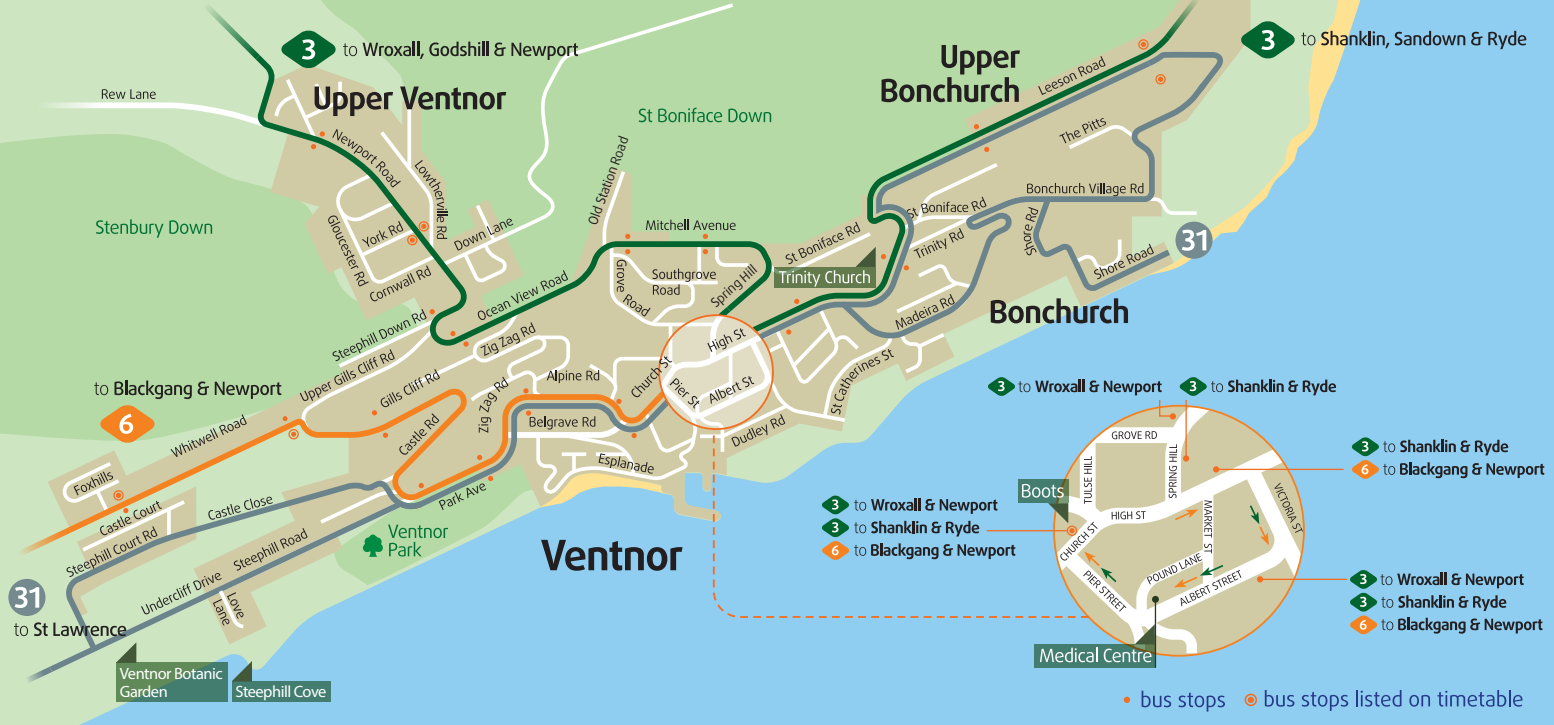 3 to Wroxall, Godshill & Newport
3 to Shanklin, Sandown & Ryde
Upper
Bonchurch
Leeson Road
Rew Lane
Upper Ventnor
St Boniface Down
The Pitts
Newport Road
Lowtherville Rd
Old Station Road
Bonchurch Village Rd
Stenbury Down
Gloucester Rd
York Rd
Down Lane
Mitchell Avenue
St Boniface Rd
St Boniface Rd
Trinity Rd
Shore Rd
31
Cornwall Rd
Ocean View Road
Grove Road
Southgrove
Road
Spring Hill
Trinity Church
Shore Road
Madeira Rd
Bonchurch
Steephill Down Rd
Zig Zag Rd
High St
Upper Gills Cliff Rd
Gills Cliff Rd
Alpine Rd
Church St
Pier St
Albert St
St Catherines St
to Blackgang & Newport
6
Whitwell Road
Castle Rd
Zig Zag Rd
Belgrave Rd
Dudley Rd
Esplanade
Foxhills
Castle Court
Castle Close
Park Ave
Steephill Court Rd
Steephill Road
Ventnor
Park
Ventnor
Undercliff Drive
Love
Lane
31
to St Lawrence
Ventnor Botanic
Garden
Steephill Cove
3 to Wroxall & Newport
3 to Shanklin & Ryde
3 to Shanklin & Ryde
6 to Blackgang & Newport
3 to Wroxall & Newport
3 to Shanklin & Ryde
6 to Blackgang & Newport
GROVE RD
TULSE HILL
SPRING HILL
Boots
HIGH ST
MARKET ST
VICTORIA ST
CHURCH ST
POUND LANE
PIER STREET
ALBERT STREET
Medical Centre
3 to Wroxall & Newport
3 to Shanklin & Ryde
6 to Blackgang & Newport
bus stops
bus stops listed on timetable